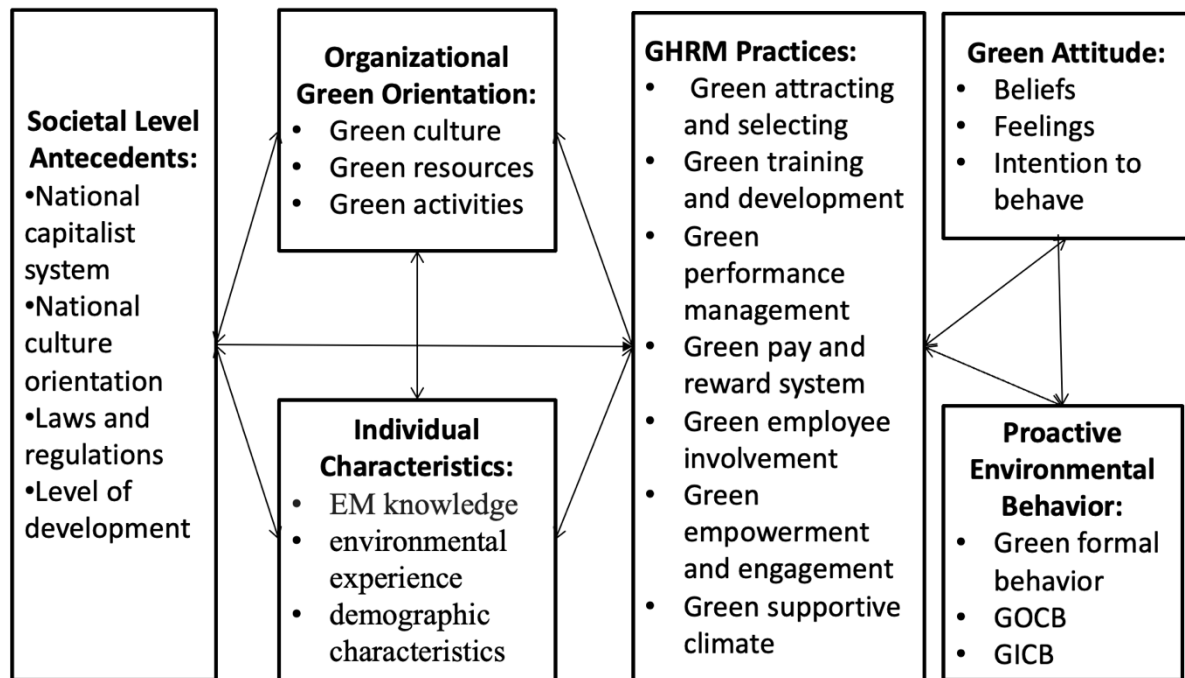 Societal Level
Antecedents:
•National
capitalist
system
•National
culture
orientation
•Laws and
regulations
•Level of
development
Organizational
Green Orientation:
• Green culture
• Green resources
• Green activities
Individual
Characteristics:
• EM knowledge
• environmental
experience
• demographic
characteristics
GHRM Practices:
• Green attracting
and selecting
• Green training
and development
• Green
performance
management
• Green pay and
reward system
• Green employee
involvement
• Green
empowerment
and engagement
• Green supportive
climate
Green Attitude:
• Beliefs
• Feelings
• Intention to
behave
Proactive
Environmental
Behavior:
• Green formal
behavior
• GOCB
• GICB